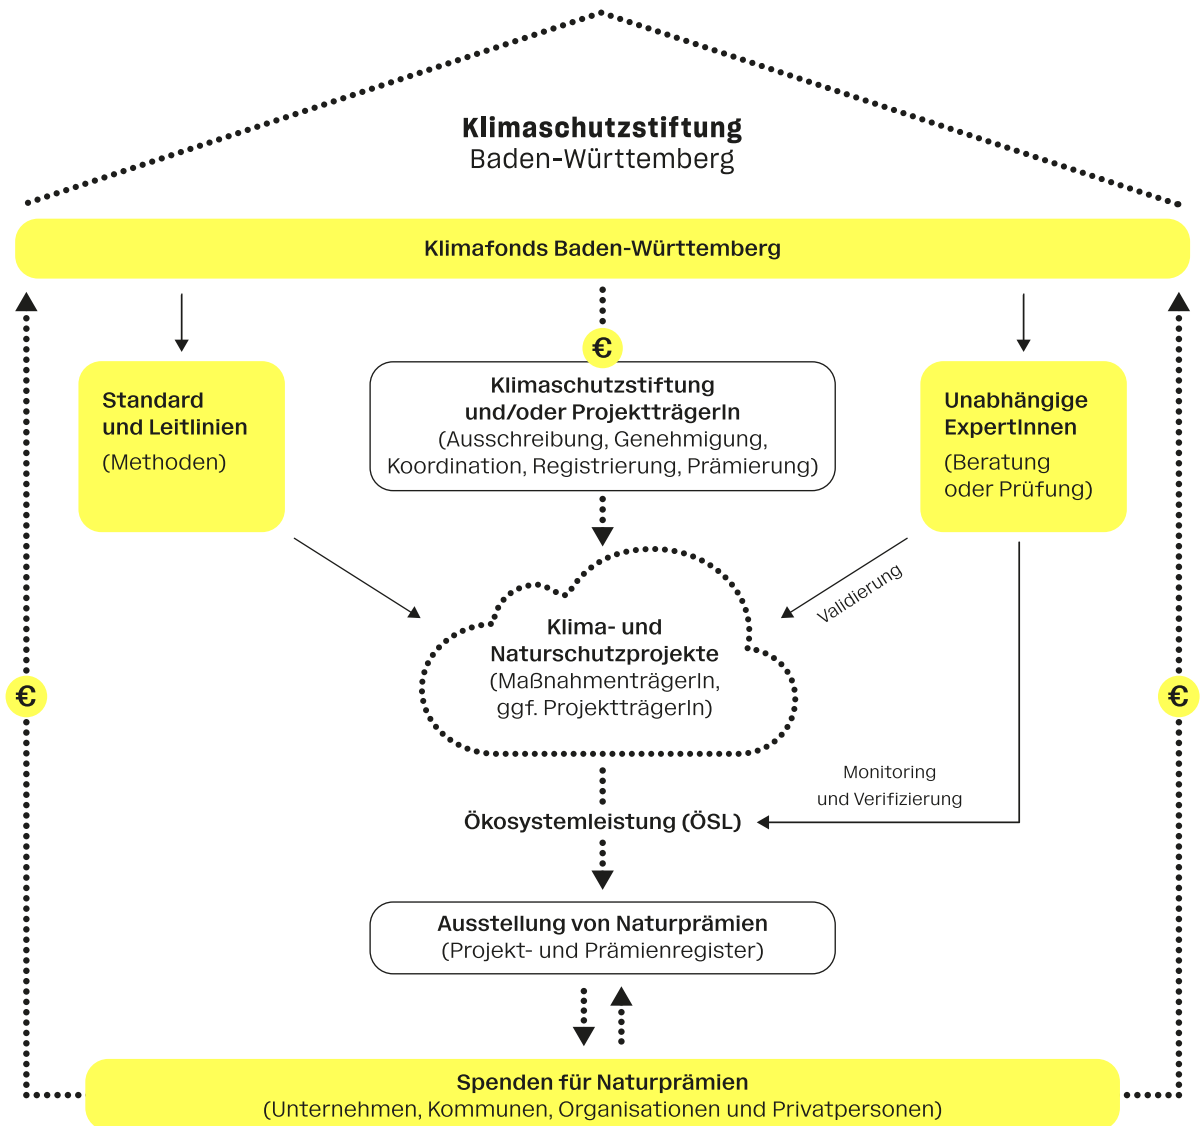 Klimaschutzstiftung
Baden-Württemberg
Klimafonds Baden-Württemberg
€
Standard
und Leitlinien
(Methoden)
Klimaschutzstiftung
und/oder ProjektträgerIn
(Ausschreibung, Genehmigung,
Koordination, Registrierung, Prämierung)
Unabhängige
ExpertInnen
(Beratung
oder Prüfung)
Validierung
Klima- und
Naturschutzprojekte
(MaßnahmenträgerIn,
ggf. ProjektträgerIn)
€
€
Monitoring
und Verifizierung
Ökosystemleistung (ÖSL)
Ausstellung von Naturprämien
(Projekt- und Prämienregister)
Spenden für Naturprämien
(Unternehmen, Kommunen, Organisationen und Privatpersonen)